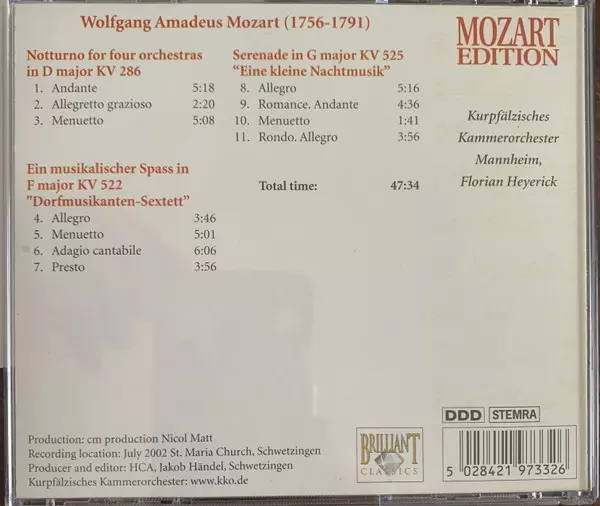 Wolfgang Amadeus Mozart (1756-1791)
Notturno for four orchestras
in D major KV 286
1. Andante 5:18
2. Allegretto grazioso 2:20
3. Menuetto 5:08
Ein musikalischer Spass in
F major KV 522
"Dorfmusikanten-Sextett"
4. Allegro 3:46
5. Menuetto 5:01
6. Adagio cantabile 6:06
7. Presto 3:56
Serenade in G major KV 525
"Eine kleine Nachtmusik"
8. Allegro 5:16
9. Romance. Andante 4:36
10. Menuetto 1:41
11. Rondo. Allegro 3:56
Total time: 47:34
MOZART
EDITION
Kurpfälzisches
Kammerorchester
Mannheim,
Florian Heyerick
Production: cm production Nicol Matt
Recording location: July 2002 St. Maria Church, Schwetzingen
Producer and editor: HCA, Jakob Händel, Schwetzingen
Kurpfälzisches Kammerorchester: www.kko.de
BRILLIANT
CLASSICS
DDD STEMRA
5 028421 973326